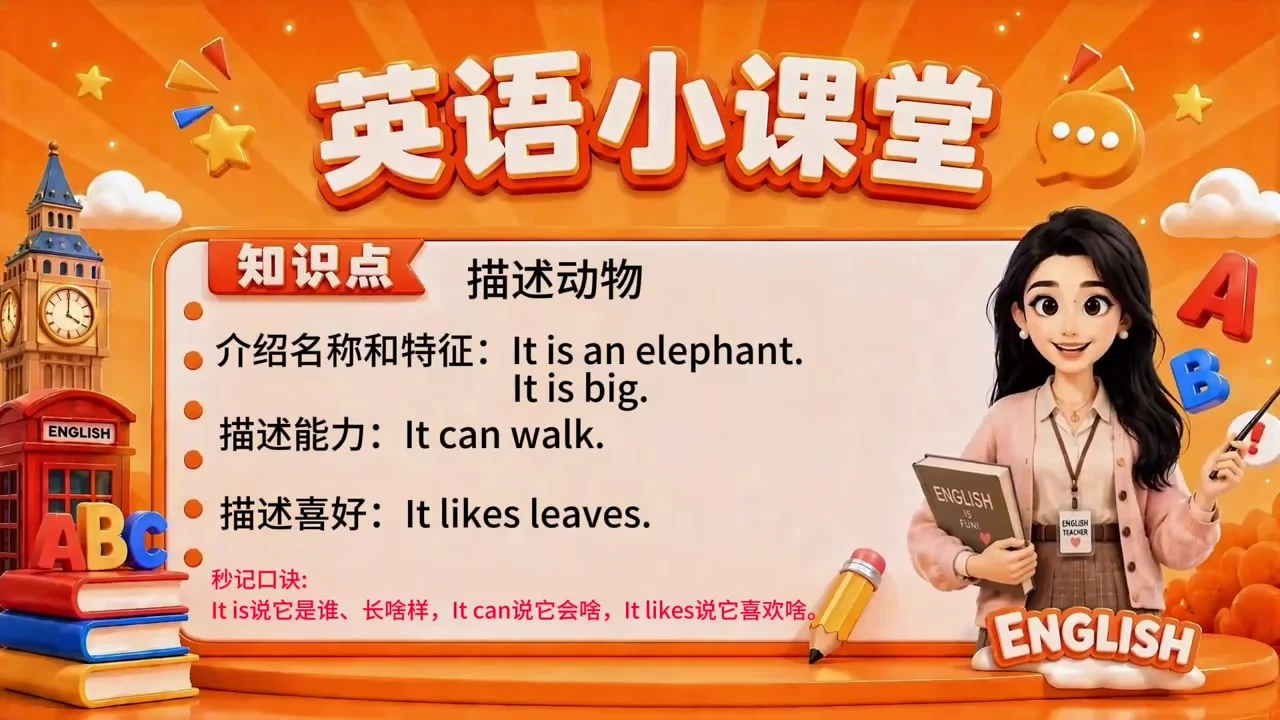 英语小课堂
知识点
描述动物
介绍名称和特征：It is an elephant.
It is big.
描述能力：It can walk.
描述喜好：It likes leaves.
秒记口诀:
It is说它是谁、长啥样，It can说它会啥，It likes说它喜欢啥。
ENGLISH
ABC
A
B
!
ENGLISH
IS
FUN!
ENGLISH
TEACHER
ENGLISH